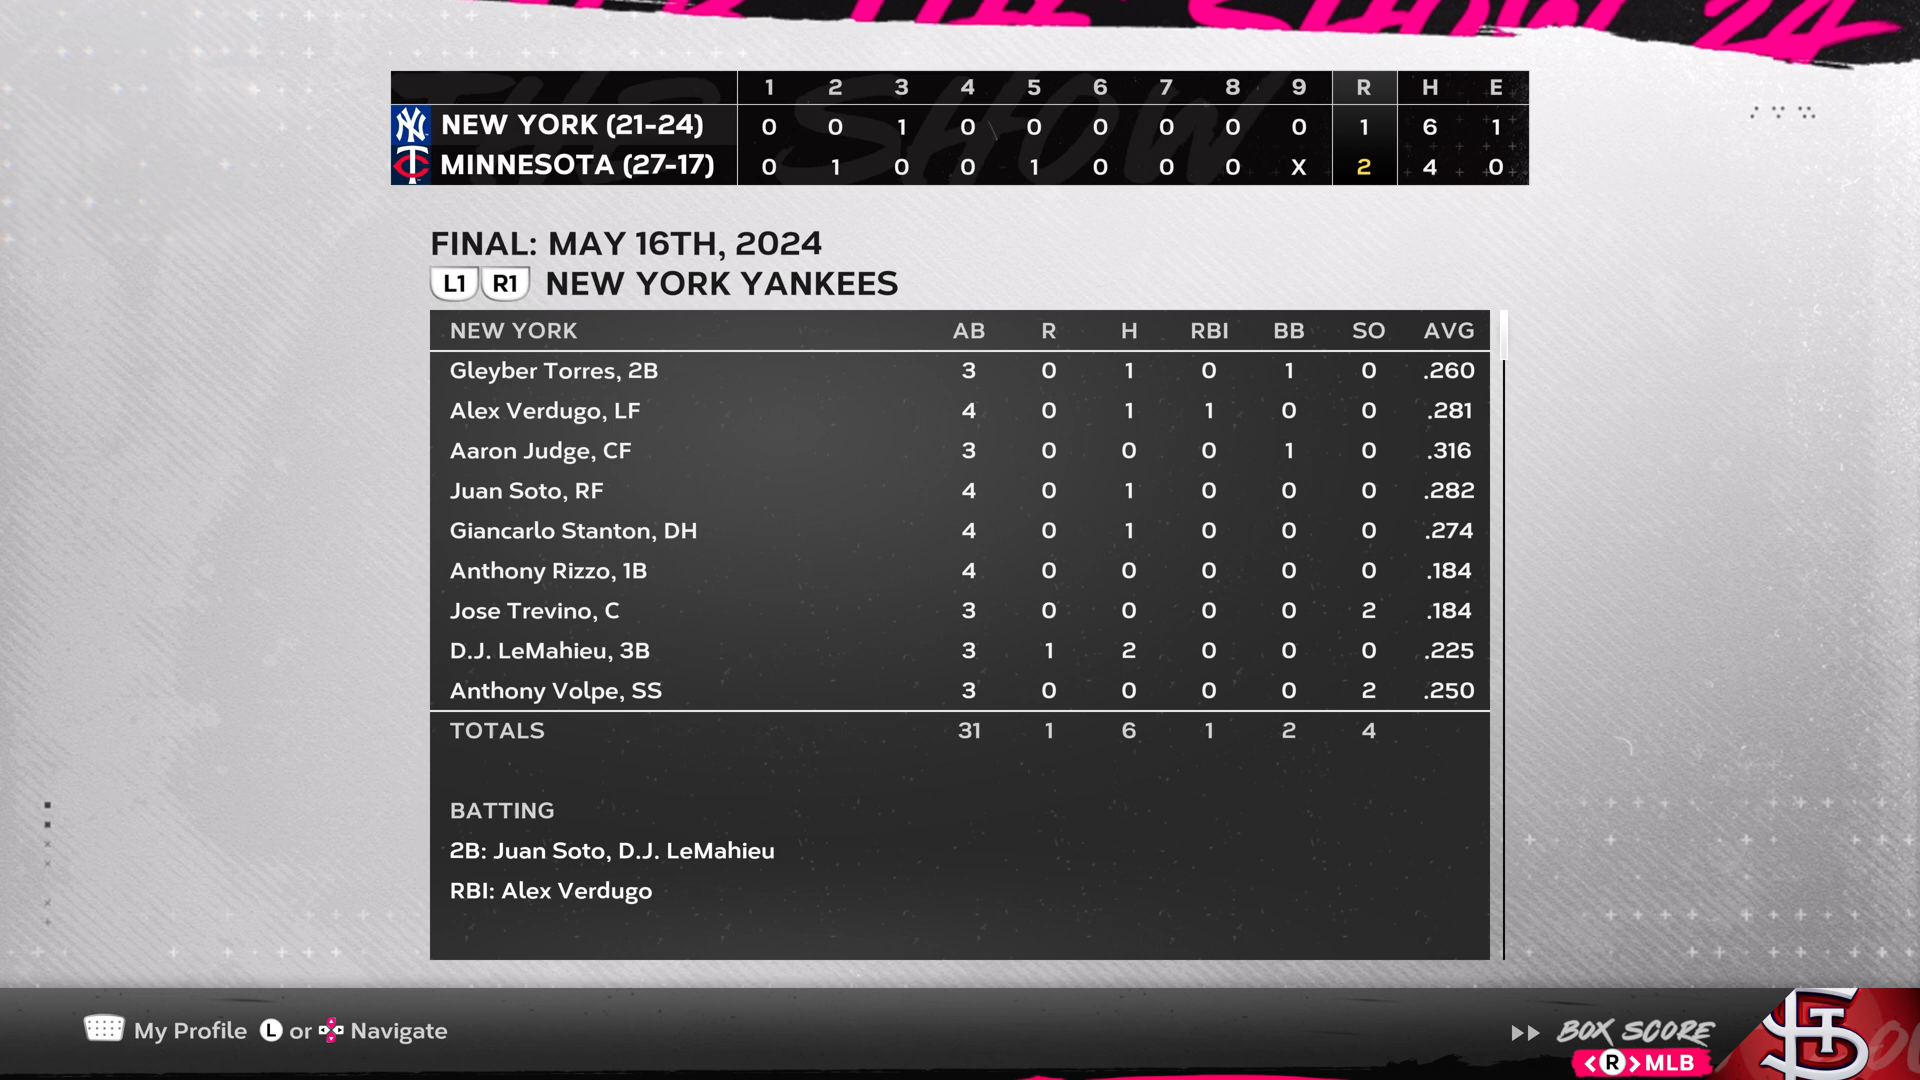 THE SHOW 24
1 2 3 4 5 6 7 8 9 R H E
NEW YORK (21-24) 0 0 1 0 0 0 0 0 0 1 6 1
MINNESOTA (27-17) 0 1 0 0 1 0 0 0 X 2 4 0
FINAL: MAY 16TH, 2024
L1 R1 NEW YORK YANKEES
NEW YORK AB R H RBI BB SO AVG
Gleyber Torres, 2B 3 0 1 0 1 0 .260
Alex Verdugo, LF 4 0 1 1 0 0 .281
Aaron Judge, CF 3 0 0 0 1 0 .316
Juan Soto, RF 4 0 1 0 0 0 .282
Giancarlo Stanton, DH 4 0 1 0 0 0 .274
Anthony Rizzo, 1B 4 0 0 0 0 0 .184
Jose Trevino, C 3 0 0 0 0 2 .184
D.J. LeMahieu, 3B 3 1 2 0 0 0 .225
Anthony Volpe, SS 3 0 0 0 0 2 .250
TOTALS 31 1 6 1 2 4
BATTING
2B: Juan Soto, D.J. LeMahieu
RBI: Alex Verdugo
My Profile L or Navigate
BOX SCORE
<R> MLB